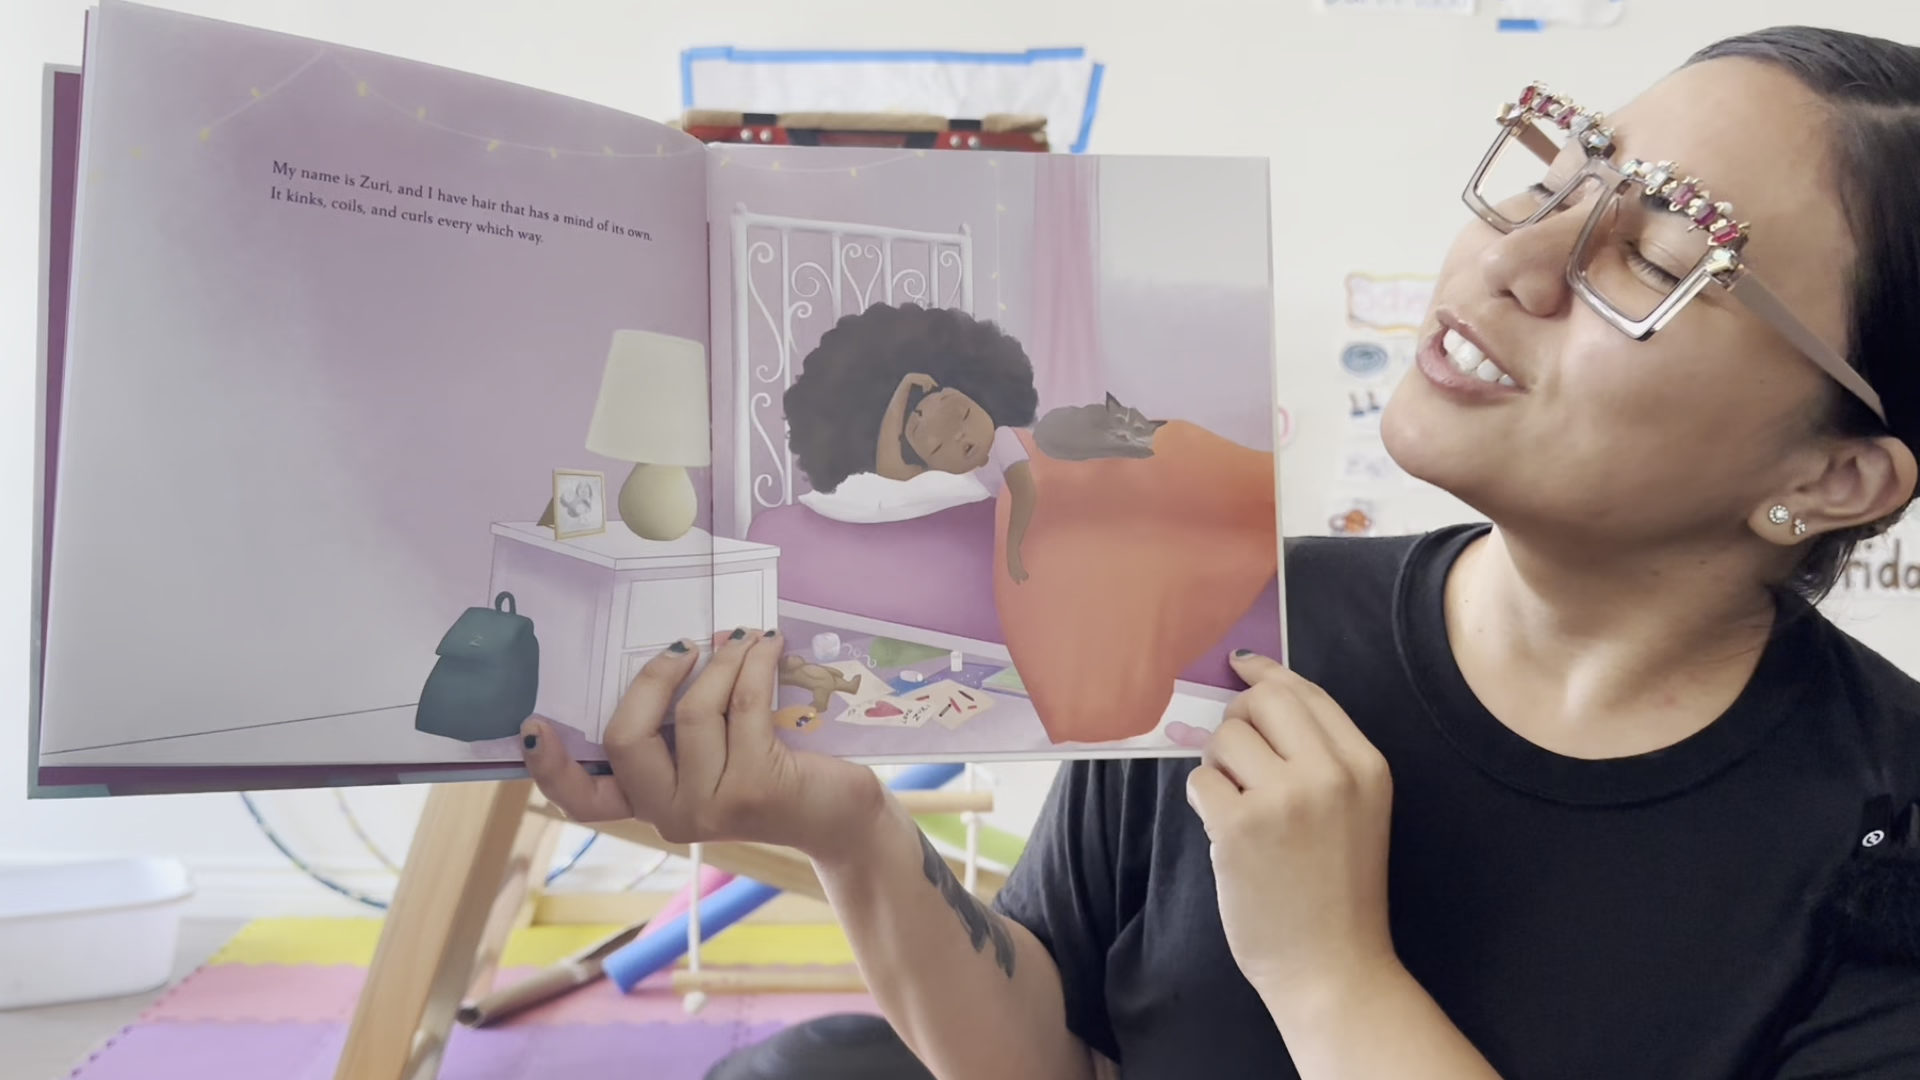 My name is Zuri, and I have hair that has a mind of its own.
It kinks, coils, and curls every which way.
Z
rida